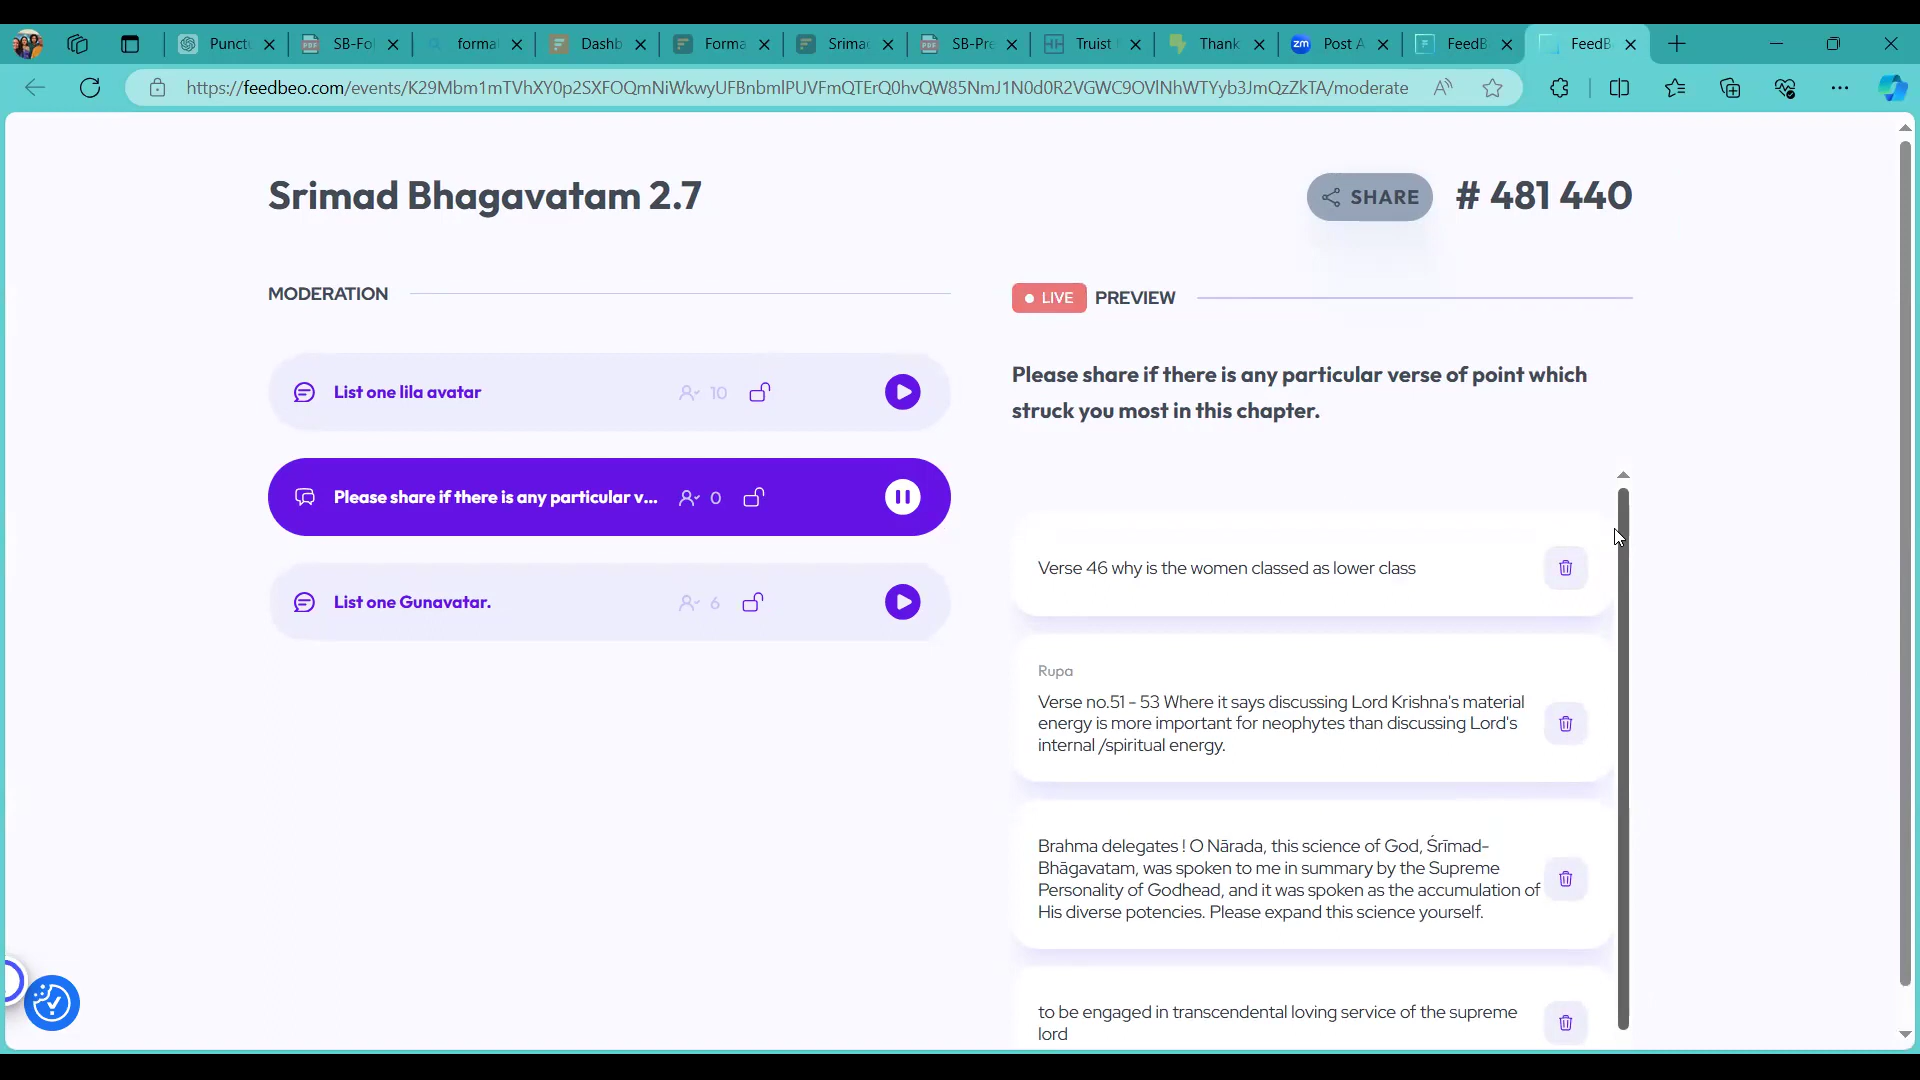 Punct
SB-Fo
forma
Dashb
Forma
Srima
SB-Pre
Truist
Thank
zm
Post A
FeedB
FeedB
https://feedbeo.com/events/K29Mbm1mTVhXY0p2SXFOQmNiWkwyUFBnbmlPUVFmQTErQ0hvQW85NmJ1N0d0R2VGWC9OVlNhWTYyb3JmQzZkTA/moderate
Srimad Bhagavatam 2.7
SHARE
# 481 440
MODERATION
LIVE PREVIEW
List one lila avatar
10
Please share if there is any particular v...
0
List one Gunavatar.
6
Please share if there is any particular verse of point which
struck you most in this chapter.
Verse 46 why is the women classed as lower class
Rupa
Verse no.51 - 53 Where it says discussing Lord Krishna's material
energy is more important for neophytes than discussing Lord's
internal /spiritual energy.
Brahma delegates ! O Nārada, this science of God, Śrīmad-
Bhāgavatam, was spoken to me in summary by the Supreme
Personality of Godhead, and it was spoken as the accumulation of
His diverse potencies. Please expand this science yourself.
to be engaged in transcendental loving service of the supreme
lord